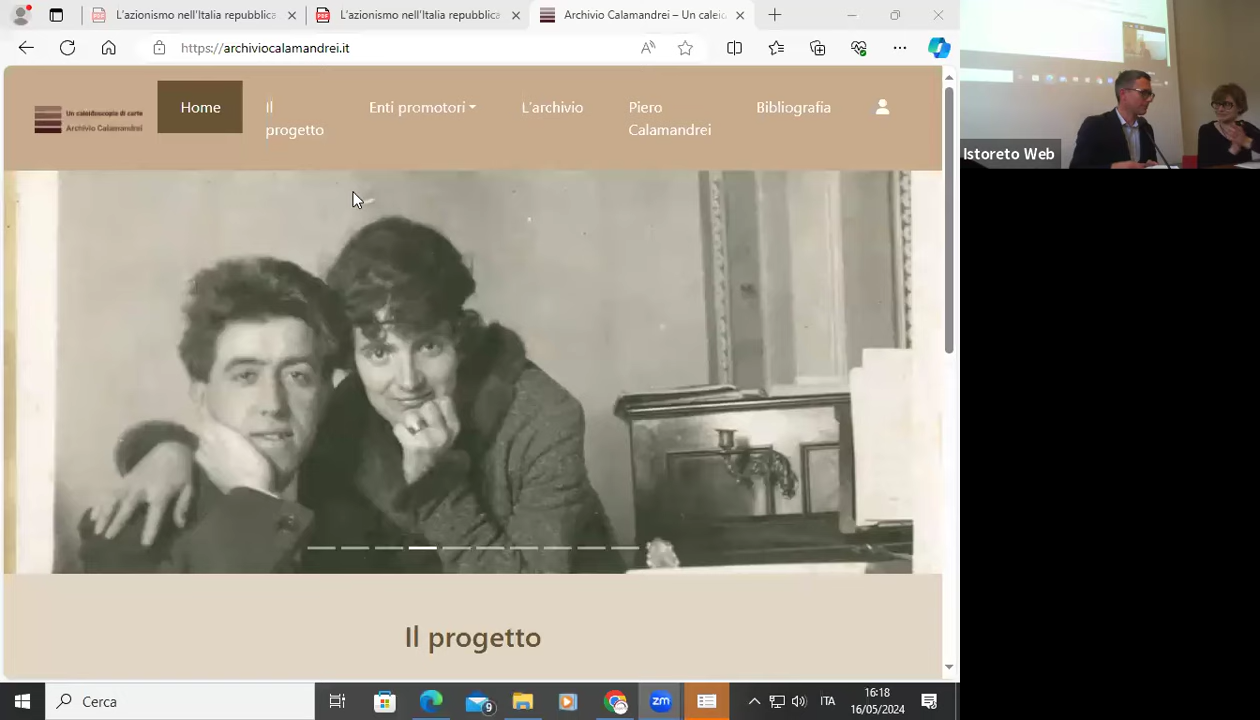 L'azionismo nell'Italia repubblica
L'azionismo nell'Italia repubblica
Archivio Calamandrei – Un caleid
https://archiviocalamandrei.it
Un caleidoscopio di carte
Archivio Calamandrei
Home
Il
progetto
Enti promotori
L'archivio
Piero
Calamandrei
Bibliografia
Istoreto Web
Il progetto
Cerca
9
zm
ITA
16:18
16/05/2024